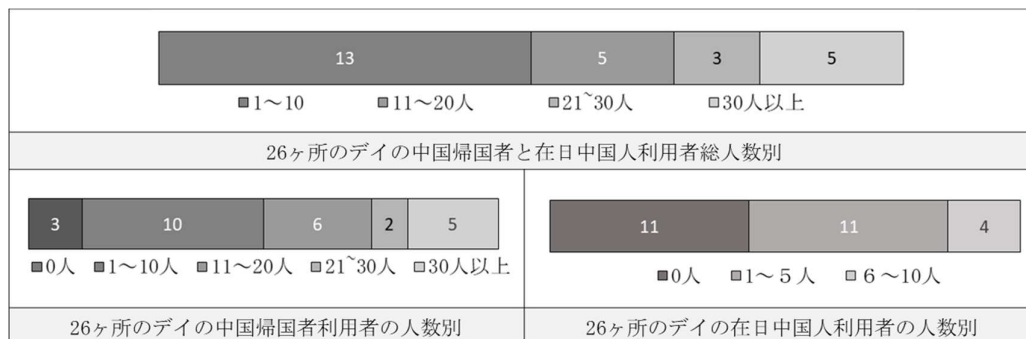 13 5 3 5
■1～10 ■11～20人 ■21~30人 ■30人以上
26ヶ所のデイの中国帰国者と在日中国人利用者総人数別
3 10 6 2 5
■0人 ■1～10人 ■11～20人 ■21~30人 ■30人以上
26ヶ所のデイの中国帰国者利用者の人数別
11 11 4
■0人 ■1～５人 ■６～10人
26ヶ所のデイの在日中国人利用者の人数別